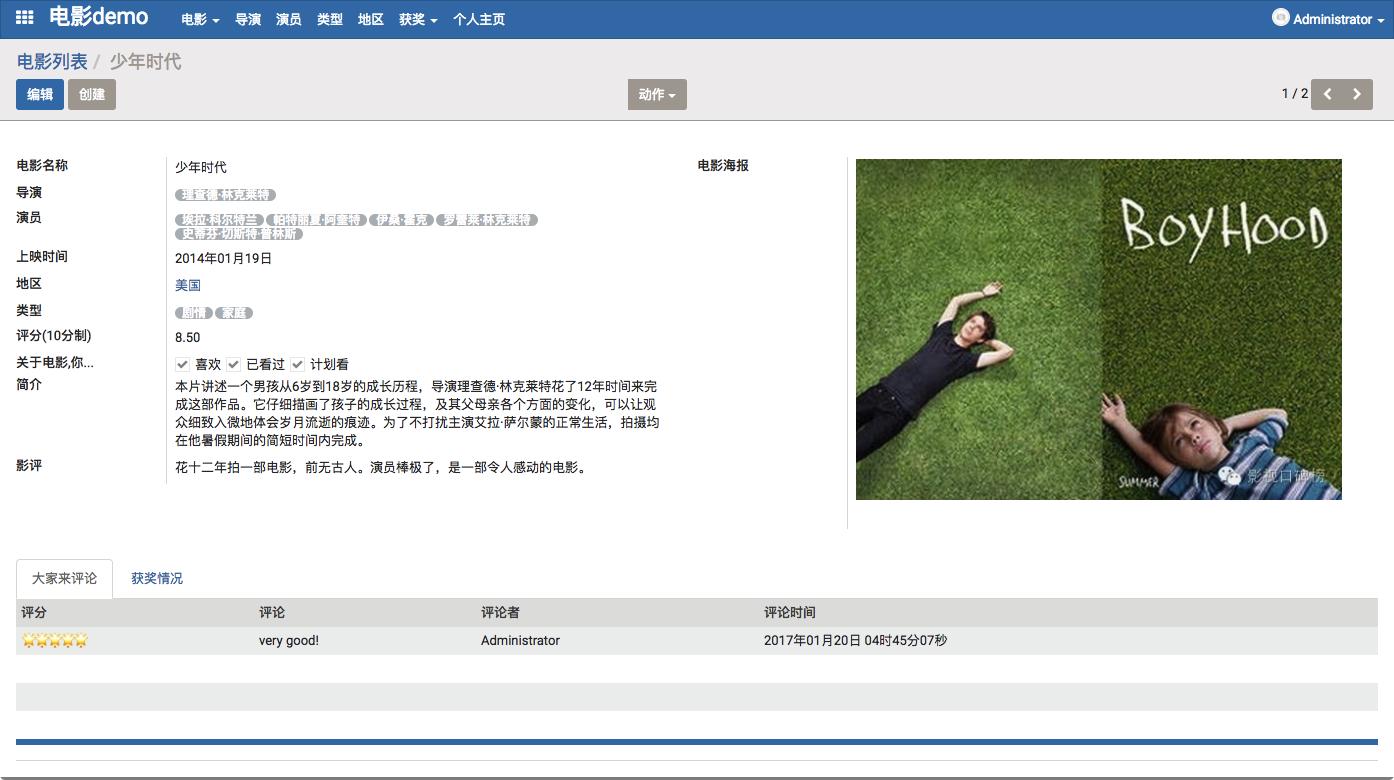 电影demo 电影 导演 演员 类型 地区 获奖 个人主页 Administrator
电影列表 / 少年时代
编辑 创建 动作 1 / 2
电影名称 少年时代
导演 理查德·林克莱特
演员 埃拉·科尔特兰 帕特丽夏·阿奎特 伊桑·霍克 罗蕾莱·林克莱特
史蒂芬·切斯特·普林斯
上映时间 2014年01月19日
地区 美国
类型 剧情 家庭
评分(10分制) 8.50
关于电影,你... 喜欢 已看过 计划看
简介 本片讲述一个男孩从6岁到18岁的成长历程，导演理查德·林克莱特花了12年时间来完
成这部作品。它仔细描画了孩子的成长过程，及其父母亲各个方面的变化，可以让观
众细致入微地体会岁月流逝的痕迹。为了不打扰主演艾拉·萨尔蒙的正常生活，拍摄均
在他暑假期间的简短时间内完成。
影评 花十二年拍一部电影，前无古人。演员棒极了，是一部令人感动的电影。
电影海报
BOYHOOD
SUMMER
影视口碑榜
大家来评论 获奖情况
评分 评论 评论者 评论时间
very good! Administrator 2017年01月20日 04时45分07秒